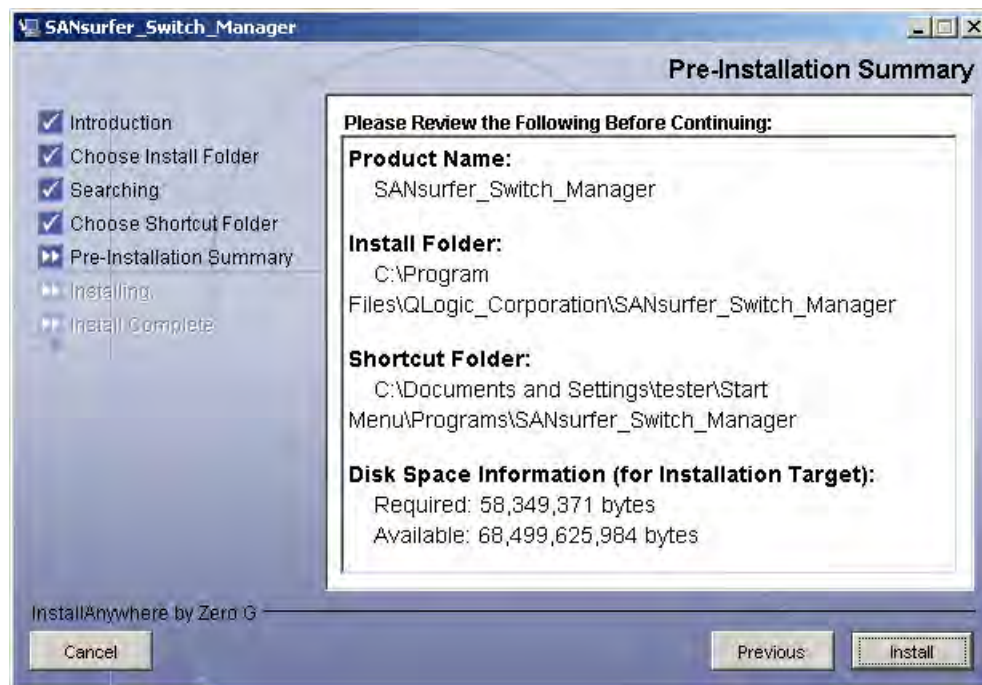 SANsurfer_Switch_Manager
Pre-Installation Summary
Introduction
Choose Install Folder
Searching
Choose Shortcut Folder
Pre-Installation Summary
Installing.
Install Complete
Please Review the Following Before Continuing:
Product Name:
SANsurfer_Switch_Manager
Install Folder:
C:\Program
Files\QLogic_Corporation\SANsurfer_Switch_Manager
Shortcut Folder:
C:\Documents and Settings\tester\Start
Menu\Programs\SANsurfer_Switch_Manager
Disk Space Information (for Installation Target):
Required: 58,349,371 bytes
Available: 68,499,625,984 bytes
InstallAnywhere by Zero G
Cancel
Previous
Install